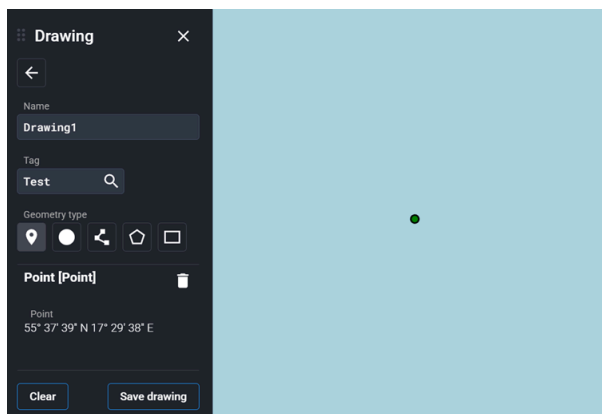 Drawing
Name
Drawing1
Tag
Test
Geometry type
Point [Point]
Point
55° 37' 39" N 17° 29' 38" E
Clear
Save drawing